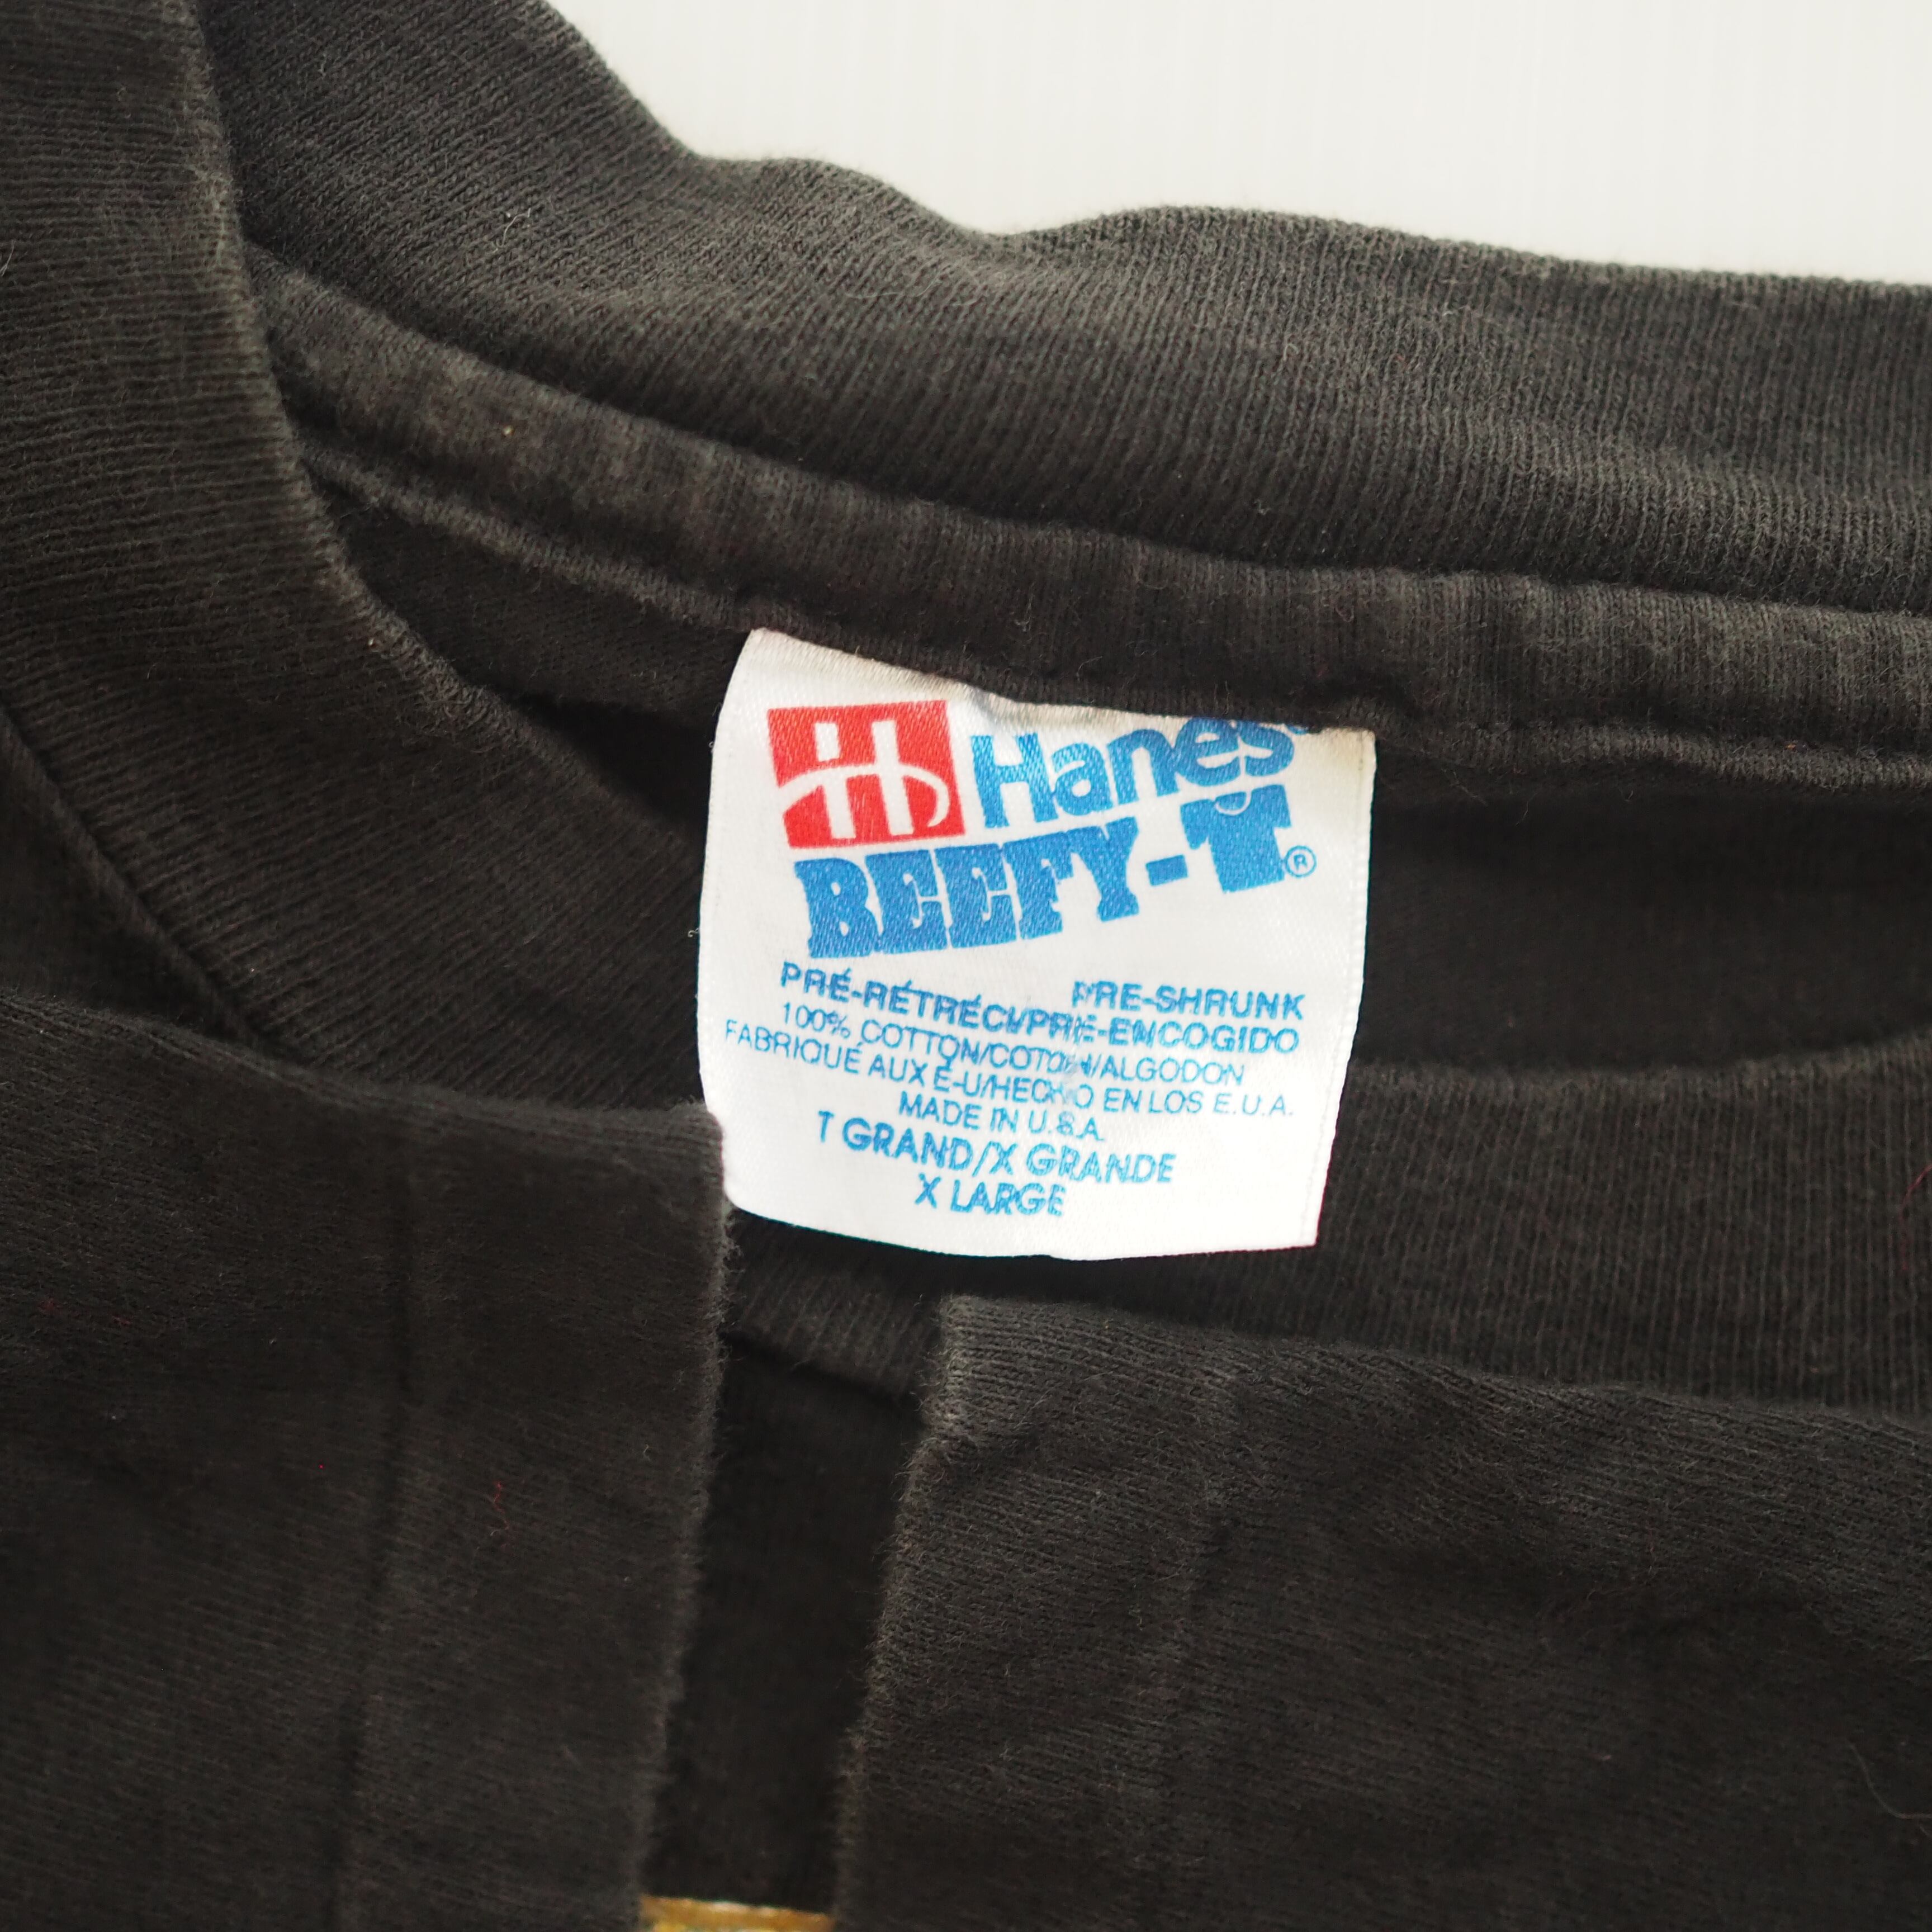 Hanes
BEEFY-T®
PRE-SHRUNK
PRÉ-RÉTRÉCI/PRE-ENCOGIDO
100% COTTON/COTON/ALGODON
FABRIQUÉ AUX É-U/HECHO EN LOS E.U.A.
MADE IN U.S.A.
T GRAND/X GRANDE
X LARGE